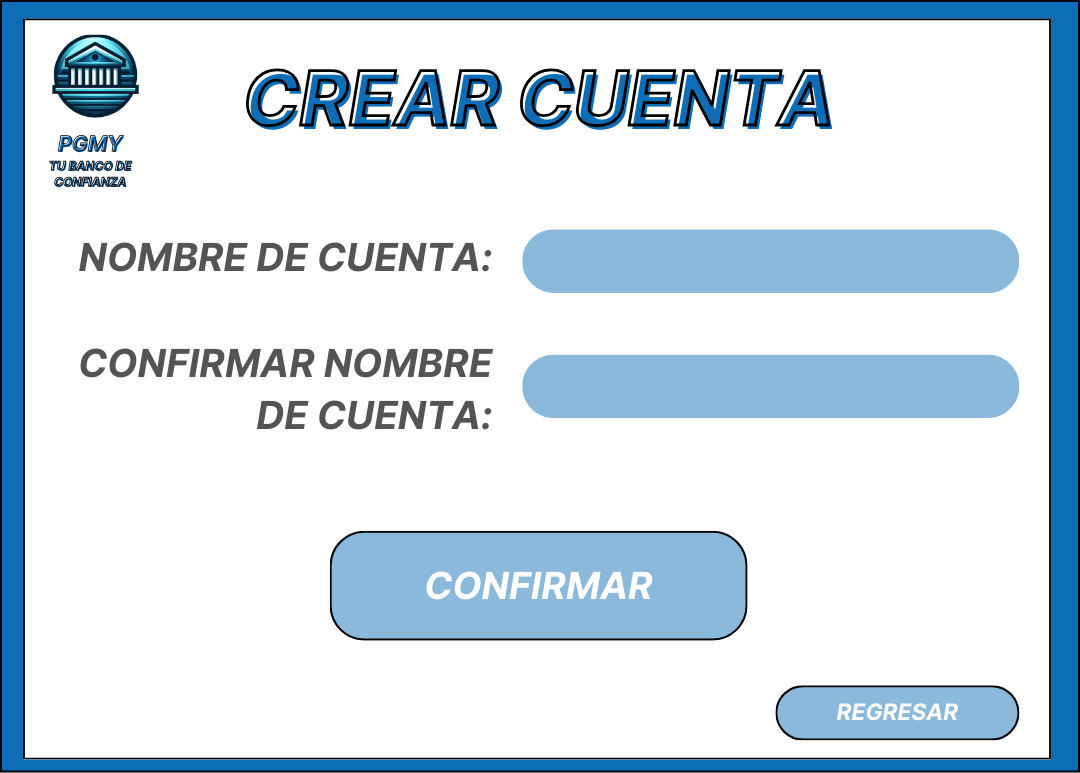 PGMY
TU BANCO DE
CONFIANZA
CREAR CUENTA
NOMBRE DE CUENTA:
CONFIRMAR NOMBRE
DE CUENTA:
CONFIRMAR
REGRESAR